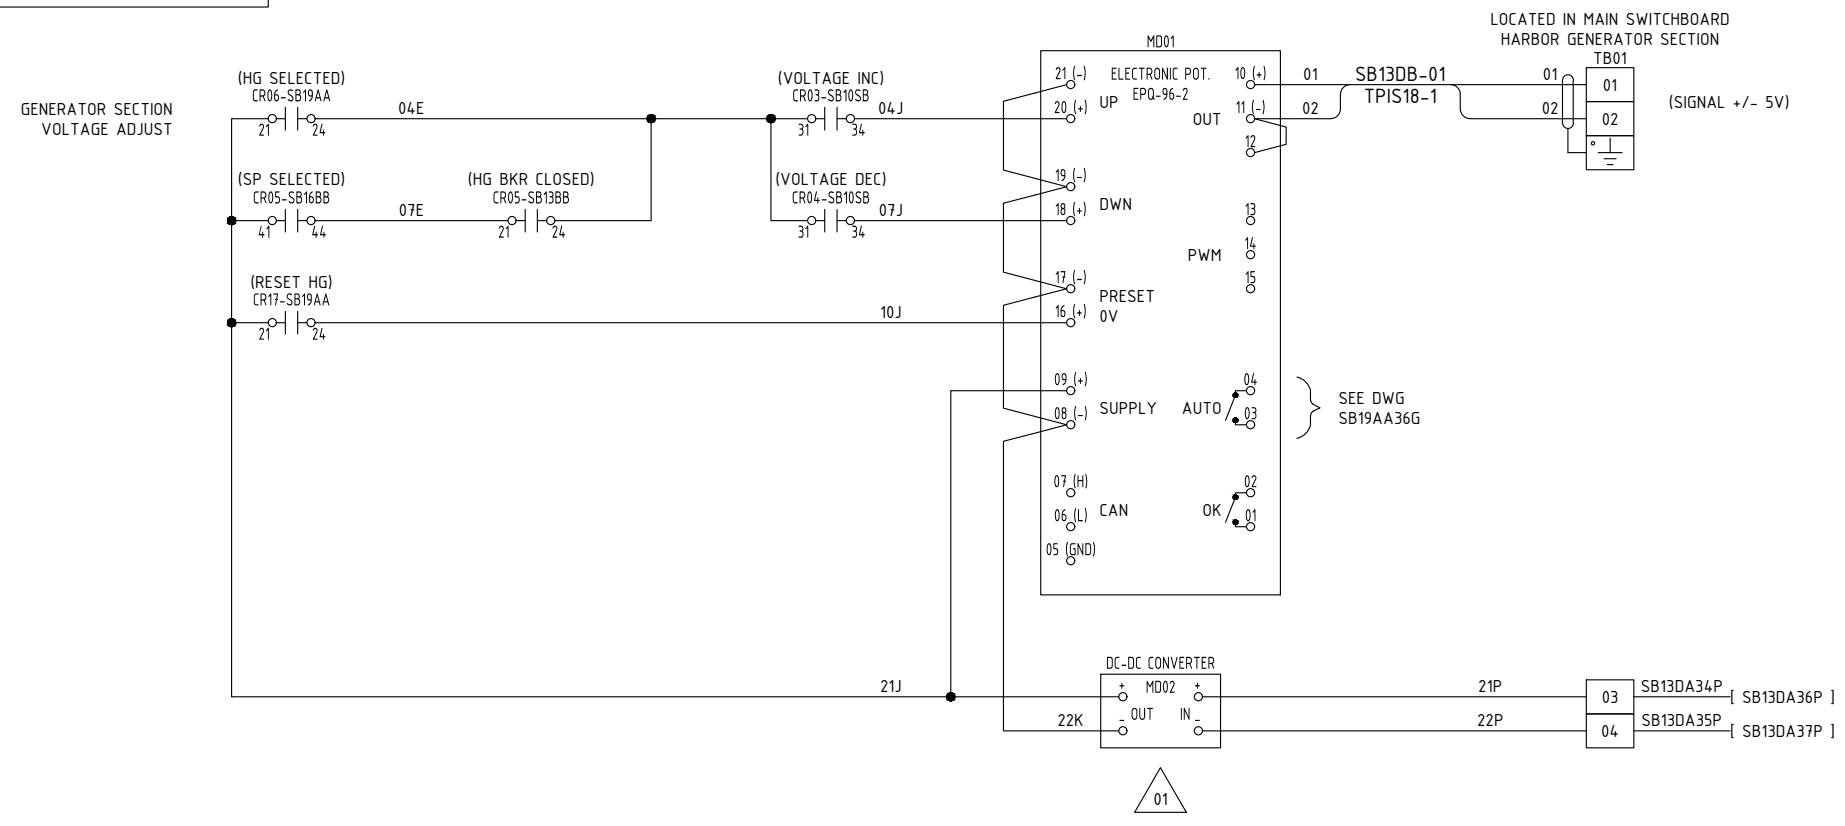 LOCATED IN MAIN SWITCHBOARD
HARBOR GENERATOR SECTION
TB01
MD01
ELECTRONIC POT.
EPQ-96-2
GENERATOR SECTION
VOLTAGE ADJUST
(HG SELECTED)
CR06-SB19AA
21 24
04E
(VOLTAGE INC)
CR03-SB10SB
31 34
04J
21 (-)
20 (+)
UP
10 (+)
11 (-)
12
OUT
01
02
SB13DB-01
TPIS18-1
01
02
01
02
(SIGNAL +/- 5V)
(SP SELECTED)
CR05-SB16BB
41 44
07E
(HG BKR CLOSED)
CR05-SB13BB
21 24
(VOLTAGE DEC)
CR04-SB10SB
31 34
07J
19 (-)
18 (+)
DWN
13
14
15
PWM
(RESET HG)
CR17-SB19AA
21 24
10J
17 (-)
16 (+)
PRESET
0V
09 (+)
08 (-)
SUPPLY
AUTO
04
03
SEE DWG
SB19AA36G
07 (H)
06 (L)
05 (GND)
CAN
OK
02
01
DC-DC CONVERTER
MD02
+ +
OUT IN
- -
21J
22K
21P
22P
03
04
SB13DA34P
[ SB13DA36P ]
SB13DA35P
[ SB13DA37P ]
01